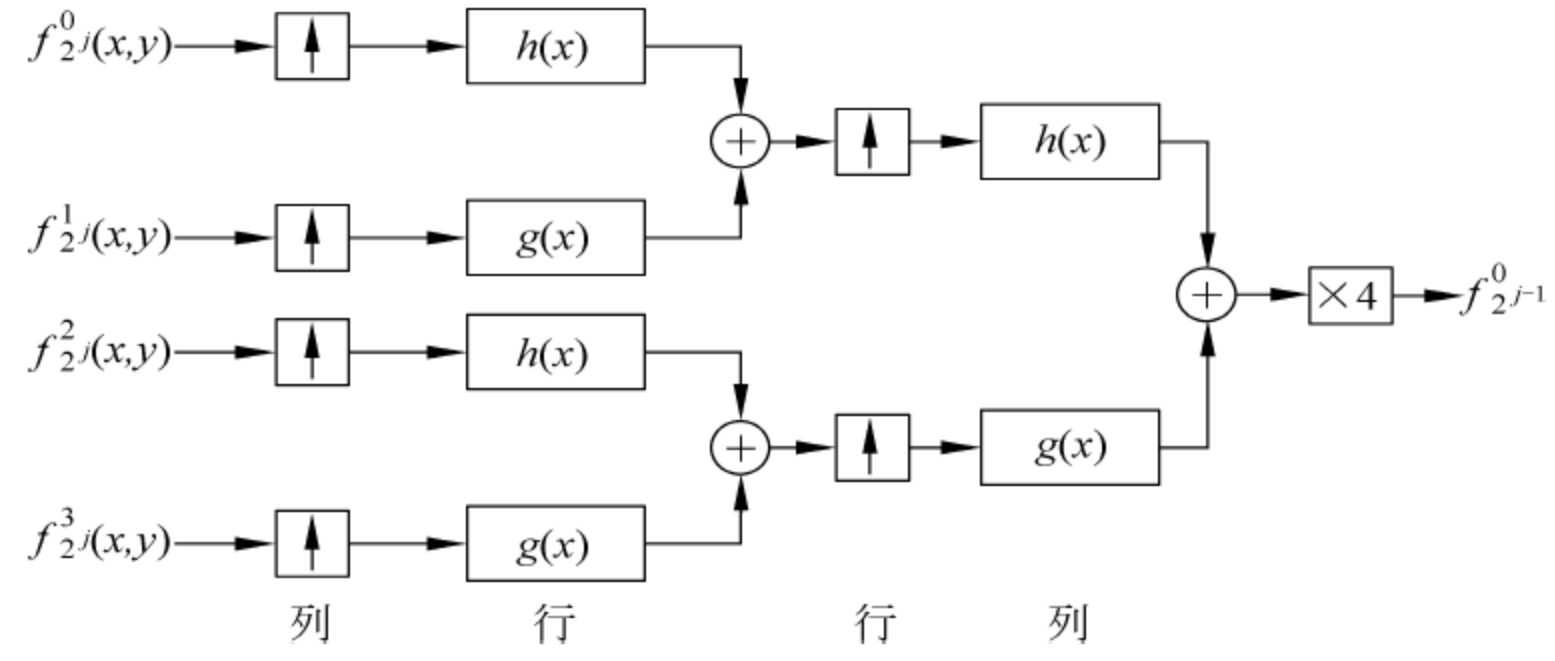 f⁰₂ʲ(x,y) ↑ h(x)
+ ↑ h(x)
f¹₂ʲ(x,y) ↑ g(x)
+ ×4 f⁰₂ʲ⁻¹
f²₂ʲ(x,y) ↑ h(x)
+ ↑ g(x)
f³₂ʲ(x,y) ↑ g(x)
列 行 行 列